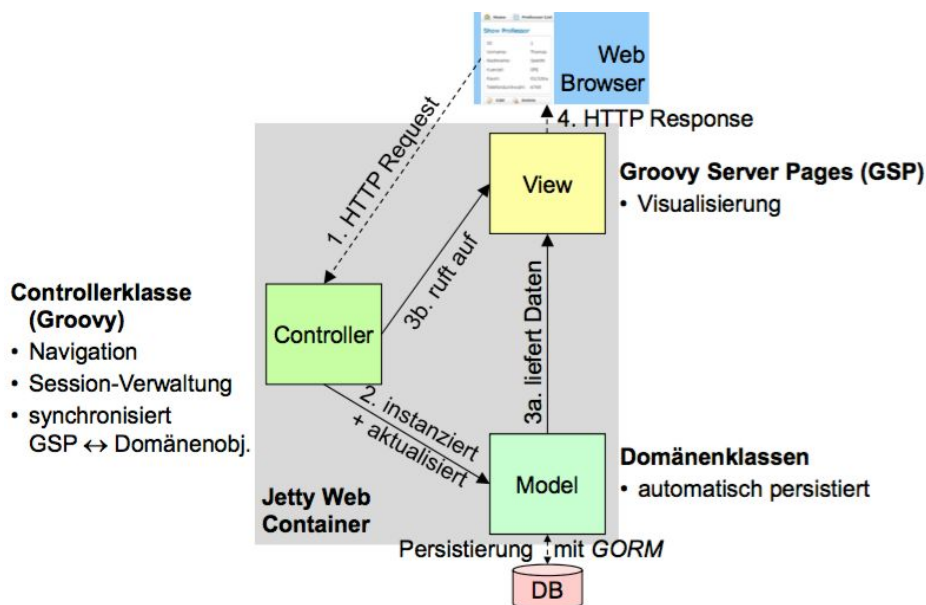 Show Professor
Web
Browser
1. HTTP Request
4. HTTP Response
View
Groovy Server Pages (GSP)
• Visualisierung
3b. ruft auf
3a. liefert Daten
Controllerklasse
(Groovy)
• Navigation
• Session-Verwaltung
• synchronisiert
GSP ↔ Domänenobj.
Controller
2. instanziert
+ aktualisiert
Model
Domänenklassen
• automatisch persistiert
Jetty Web
Container
Persistierung mit GORM
DB